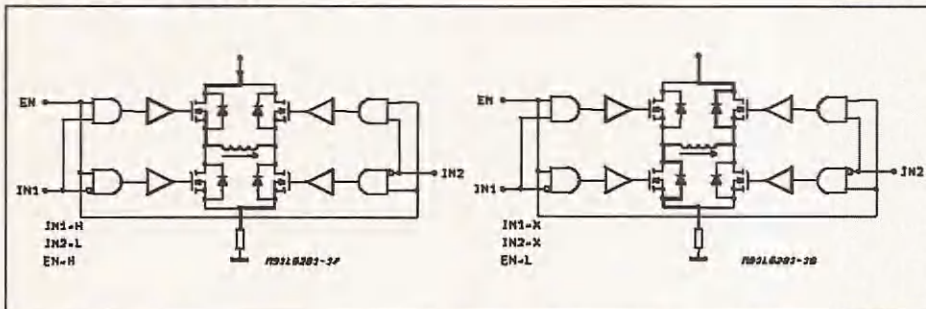 EN
IN1
IN2
IN1=H
IN2=L
EN=H
EN
IN1
IN2
IN1=X
IN2=X
EN=L